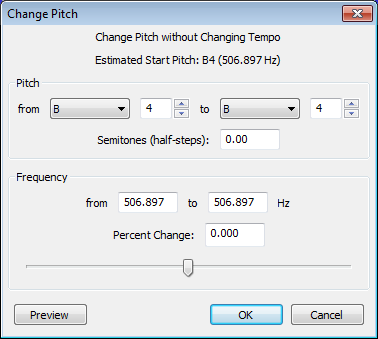 Change Pitch
Change Pitch without Changing Tempo
Estimated Start Pitch: B4 (506.897 Hz)
Pitch
from B 4 to B 4
Semitones (half-steps): 0.00
Frequency
from 506.897 to 506.897 Hz
Percent Change: 0.000
Preview OK Cancel